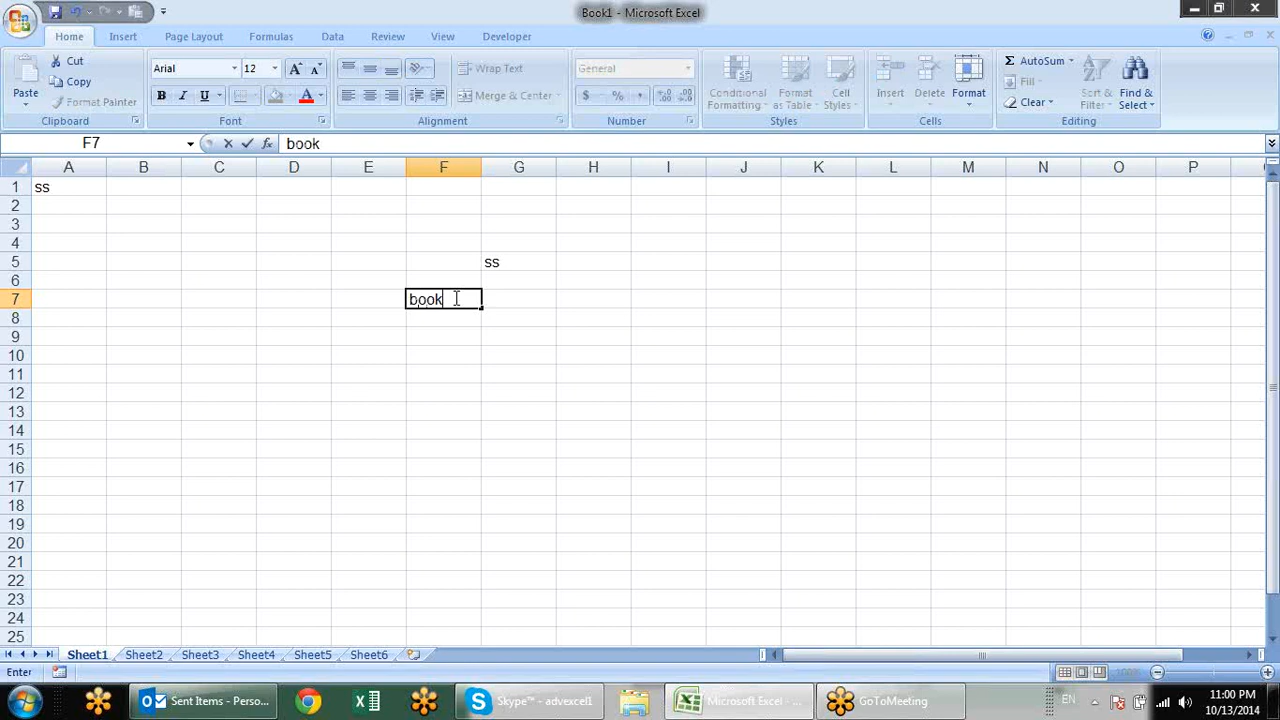 Book1 - Microsoft Excel
Home Insert Page Layout Formulas Data Review View Developer
Paste
Cut
Copy
Format Painter
Clipboard
Arial 12
B I U
Font
Wrap Text
Merge & Center
Alignment
General
$ %
Number
Conditional Formatting
Format as Table
Cell Styles
Styles
Insert Delete Format
Cells
AutoSum
Fill
Clear
Sort & Filter
Find & Select
Editing
F7 fx book
A B C D E F G H I J K L M N O P
1 ss
2
3
4
5 ss
6
7 book
8
9
10
11
12
13
14
15
16
17
18
19
20
21
22
23
24
25
Sheet1 Sheet2 Sheet3 Sheet4 Sheet5 Sheet6
Enter 100%
Sent Items - Perso...
Skype™ - advexcel1
Microsoft Excel - ...
GoToMeeting
EN
11:00 PM
10/13/2014